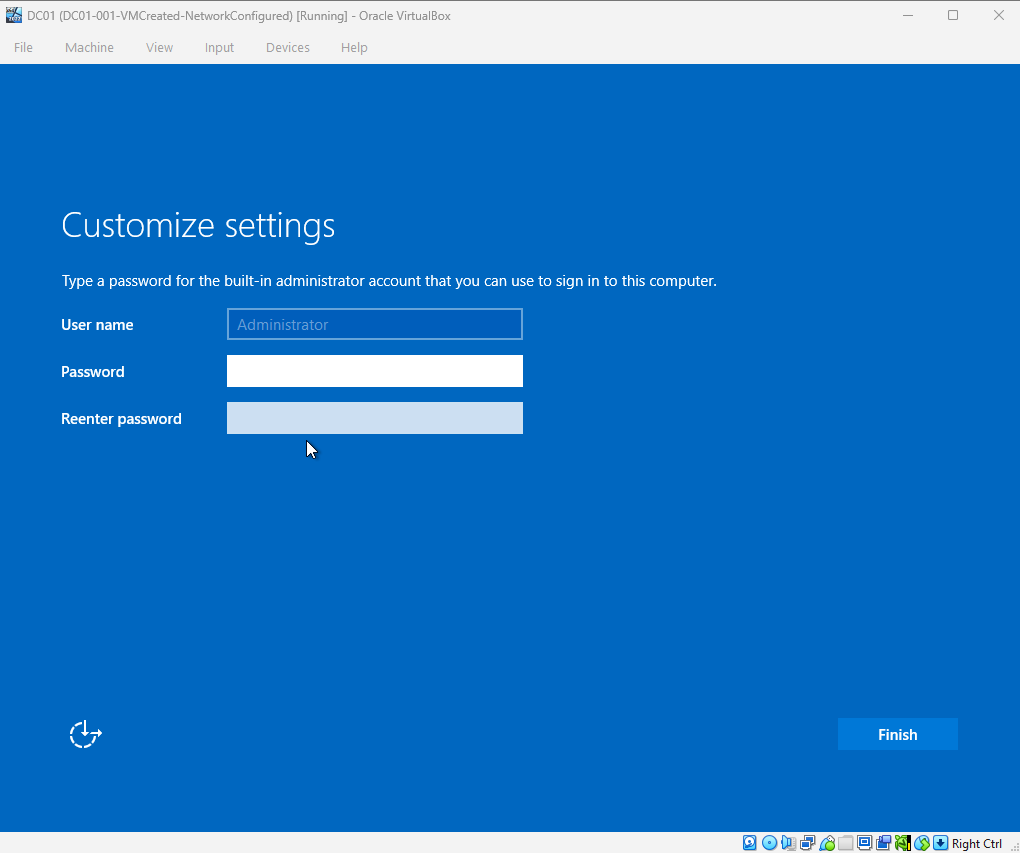 DC01 (DC01-001-VMCreated-NetworkConfigured) [Running] - Oracle VirtualBox
File Machine View Input Devices Help
Customize settings
Type a password for the built-in administrator account that you can use to sign in to this computer.
User name Administrator
Password
Reenter password
Finish
Right Ctrl